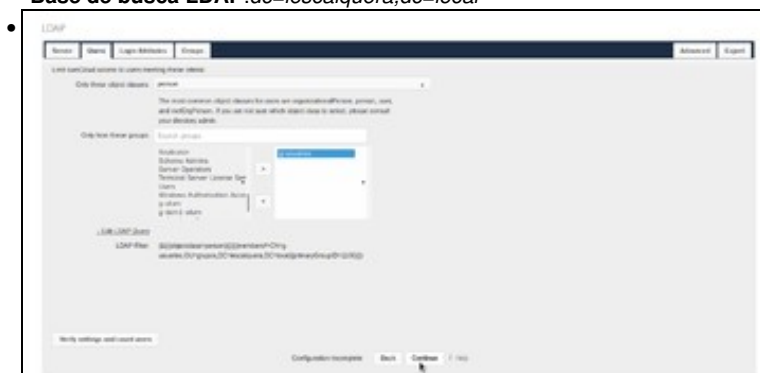 Base de busca LDAP :dc=iescalquera,dc=local
LDAP
Server Users Login Attributes Groups Advanced Expert
Limit ownCloud access to users meeting these criteria:
Only these object classes: person
The most common object classes for users are organizationalPerson, person, user,
and inetOrgPerson. If you are not sure which object class to select, please consult
your directory admin.
Only from these groups: Search groups
Replicator
Schema Admins
Server Operators
Terminal Server License Ser
Users
Windows Authorization Acce
g-alum
g-dam1-alum
Edit LDAP Query
LDAP Filter:
Verify settings and count users
Configuration incomplete Back Continue Help